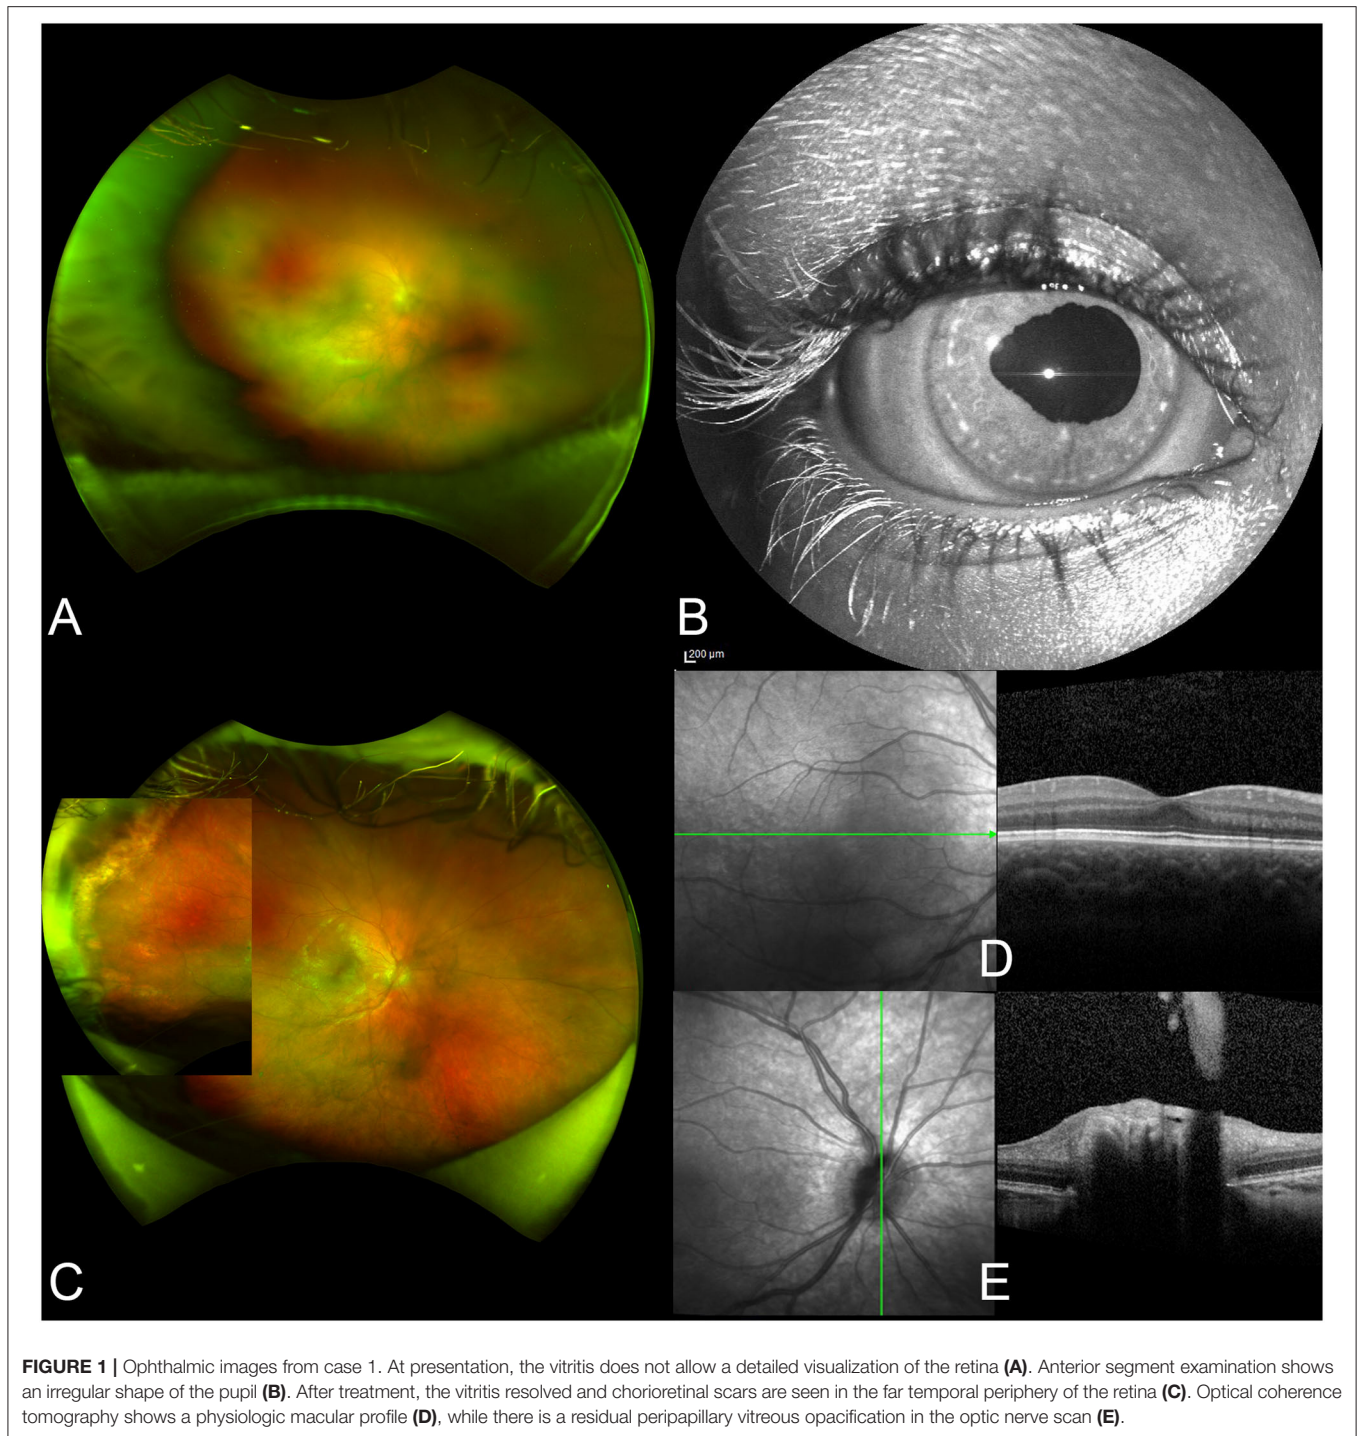 A
B
200 µm
C
D
E
FIGURE 1 | Ophthalmic images from case 1. At presentation, the vitritis does not allow a detailed visualization of the retina (A). Anterior segment examination shows
an irregular shape of the pupil (B). After treatment, the vitritis resolved and chorioretinal scars are seen in the far temporal periphery of the retina (C). Optical coherence
tomography shows a physiologic macular profile (D), while there is a residual peripapillary vitreous opacification in the optic nerve scan (E).